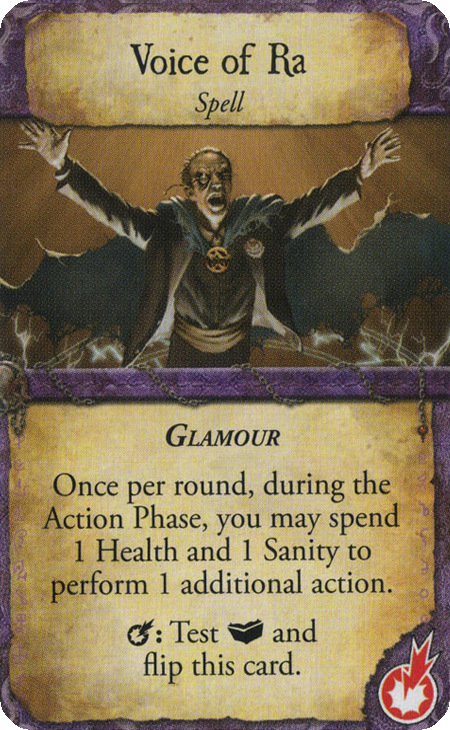 Voice of Ra
Spell
GLAMOUR
Once per round, during the
Action Phase, you may spend
1 Health and 1 Sanity to
perform 1 additional action.
: Test and
flip this card.